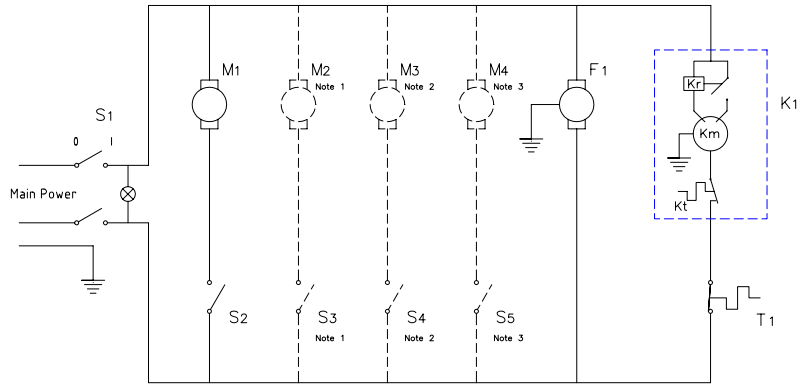 M1
M2
Note 1
M3
Note 2
M4
Note 3
F1
Kr
K1
S1
0 I
Km
Main Power
Kt
S2
S3
Note 1
S4
Note 2
S5
Note 3
T1